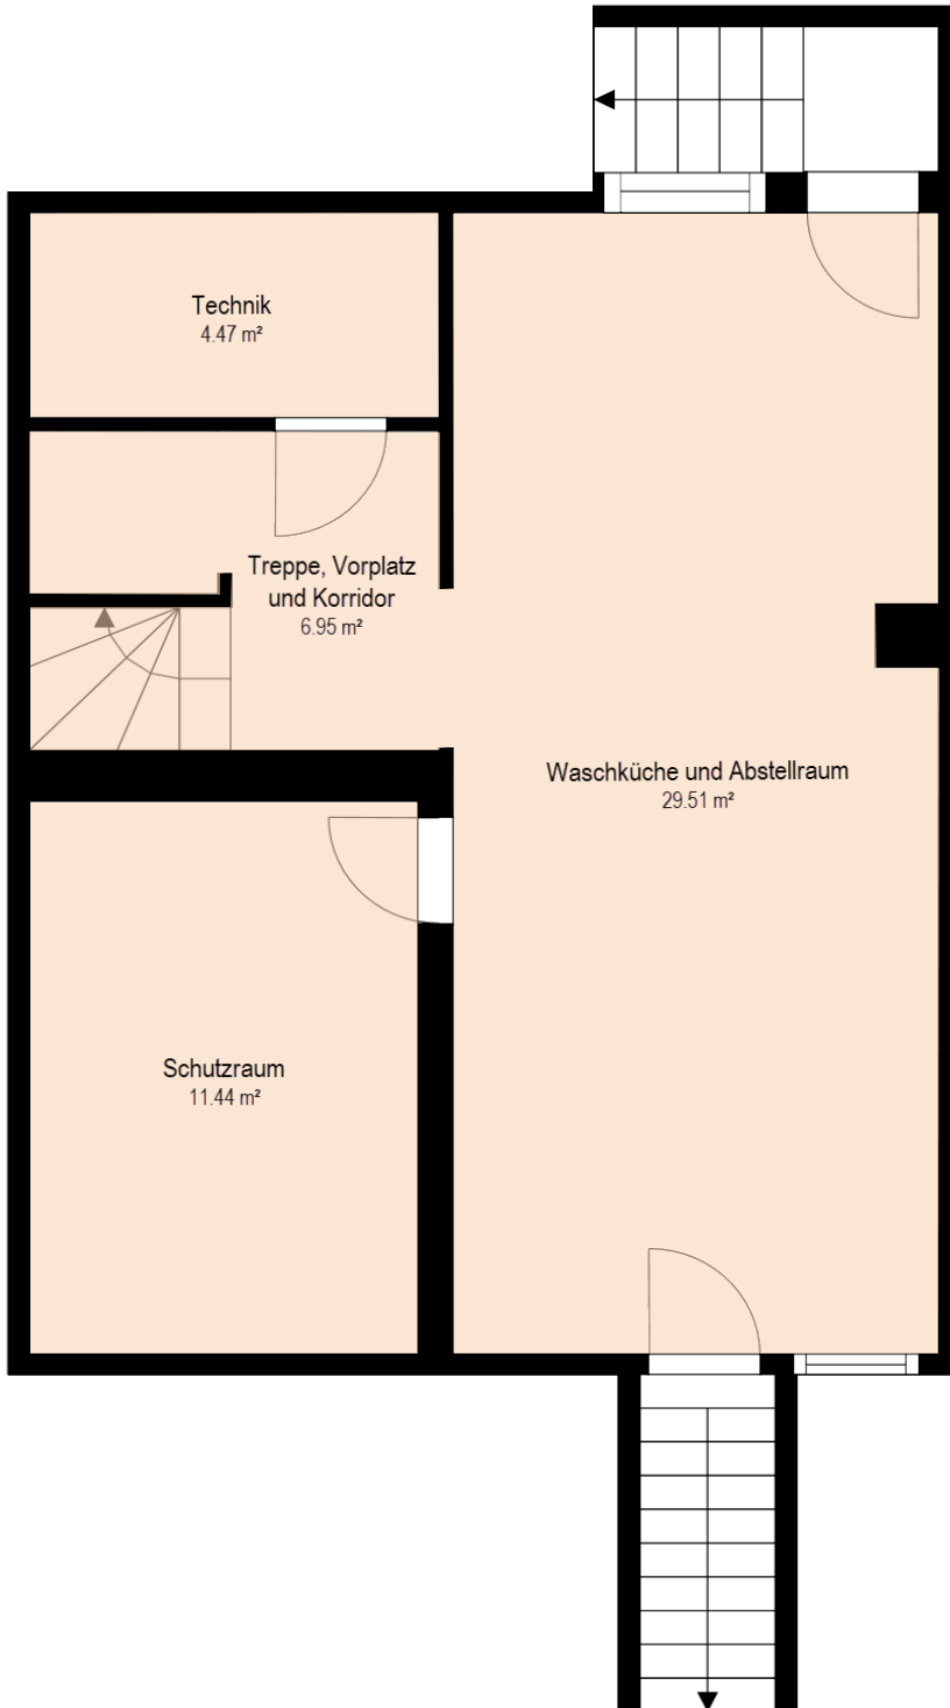 Technik
4.47 m²
Treppe, Vorplatz
und Korridor
6.95 m²
Waschküche und Abstellraum
29.51 m²
Schutzraum
11.44 m²